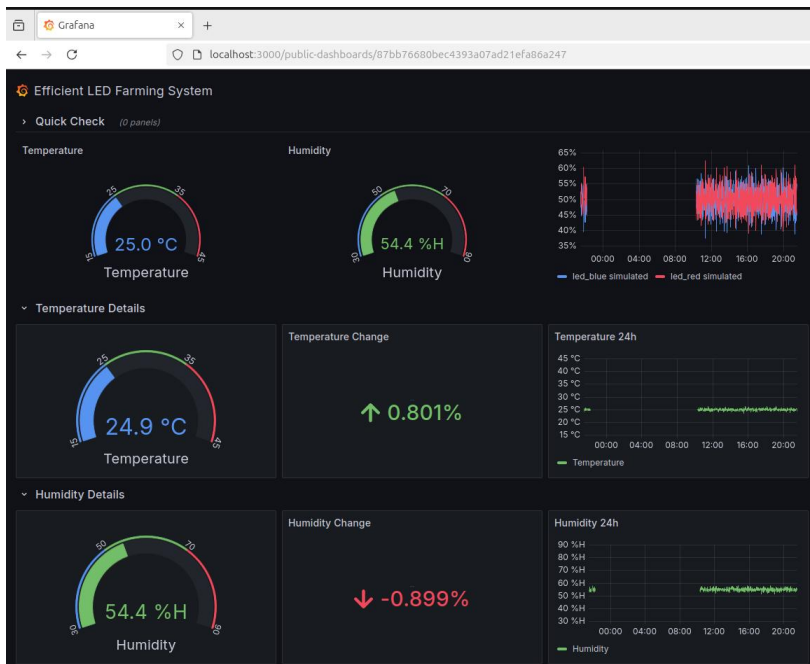 Grafana
localhost:3000/public-dashboards/87bb76680bec4393a07ad21efa86a247
Efficient LED Farming System
Quick Check (0 panels)
Temperature
15
25
35
45
25.0 °C
Temperature
Humidity
30
50
70
90
54.4 %H
Humidity
65%
60%
55%
50%
45%
40%
35%
00:00 04:00 08:00 12:00 16:00 20:00
led_blue simulated led_red simulated
Temperature Details
15
25
35
45
24.9 °C
Temperature
Temperature Change
0.801%
Temperature 24h
45 °C
40 °C
35 °C
30 °C
25 °C
20 °C
15 °C
00:00 04:00 08:00 12:00 16:00 20:00
Temperature
Humidity Details
30
50
70
90
54.4 %H
Humidity
Humidity Change
-0.899%
Humidity 24h
90 %H
80 %H
70 %H
60 %H
50 %H
40 %H
30 %H
00:00 04:00 08:00 12:00 16:00 20:00
Humidity